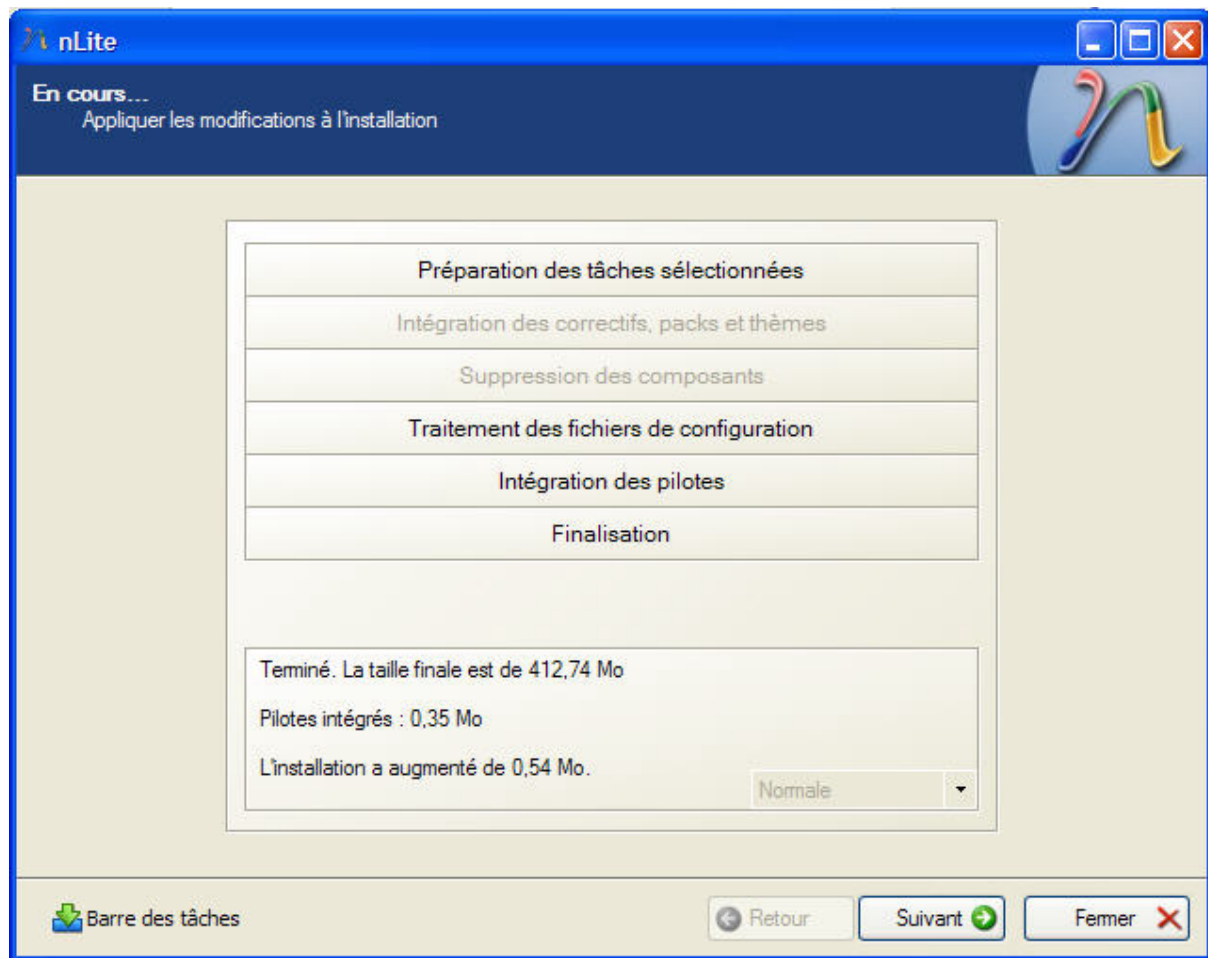 nLite
En cours...
Appliquer les modifications à l'installation
Préparation des tâches sélectionnées
Intégration des correctifs, packs et thèmes
Suppression des composants
Traitement des fichiers de configuration
Intégration des pilotes
Finalisation
Terminé. La taille finale est de 412,74 Mo
Pilotes intégrés : 0,35 Mo
L'installation a augmenté de 0,54 Mo.
Normale
Barre des tâches
Retour
Suivant
Fermer